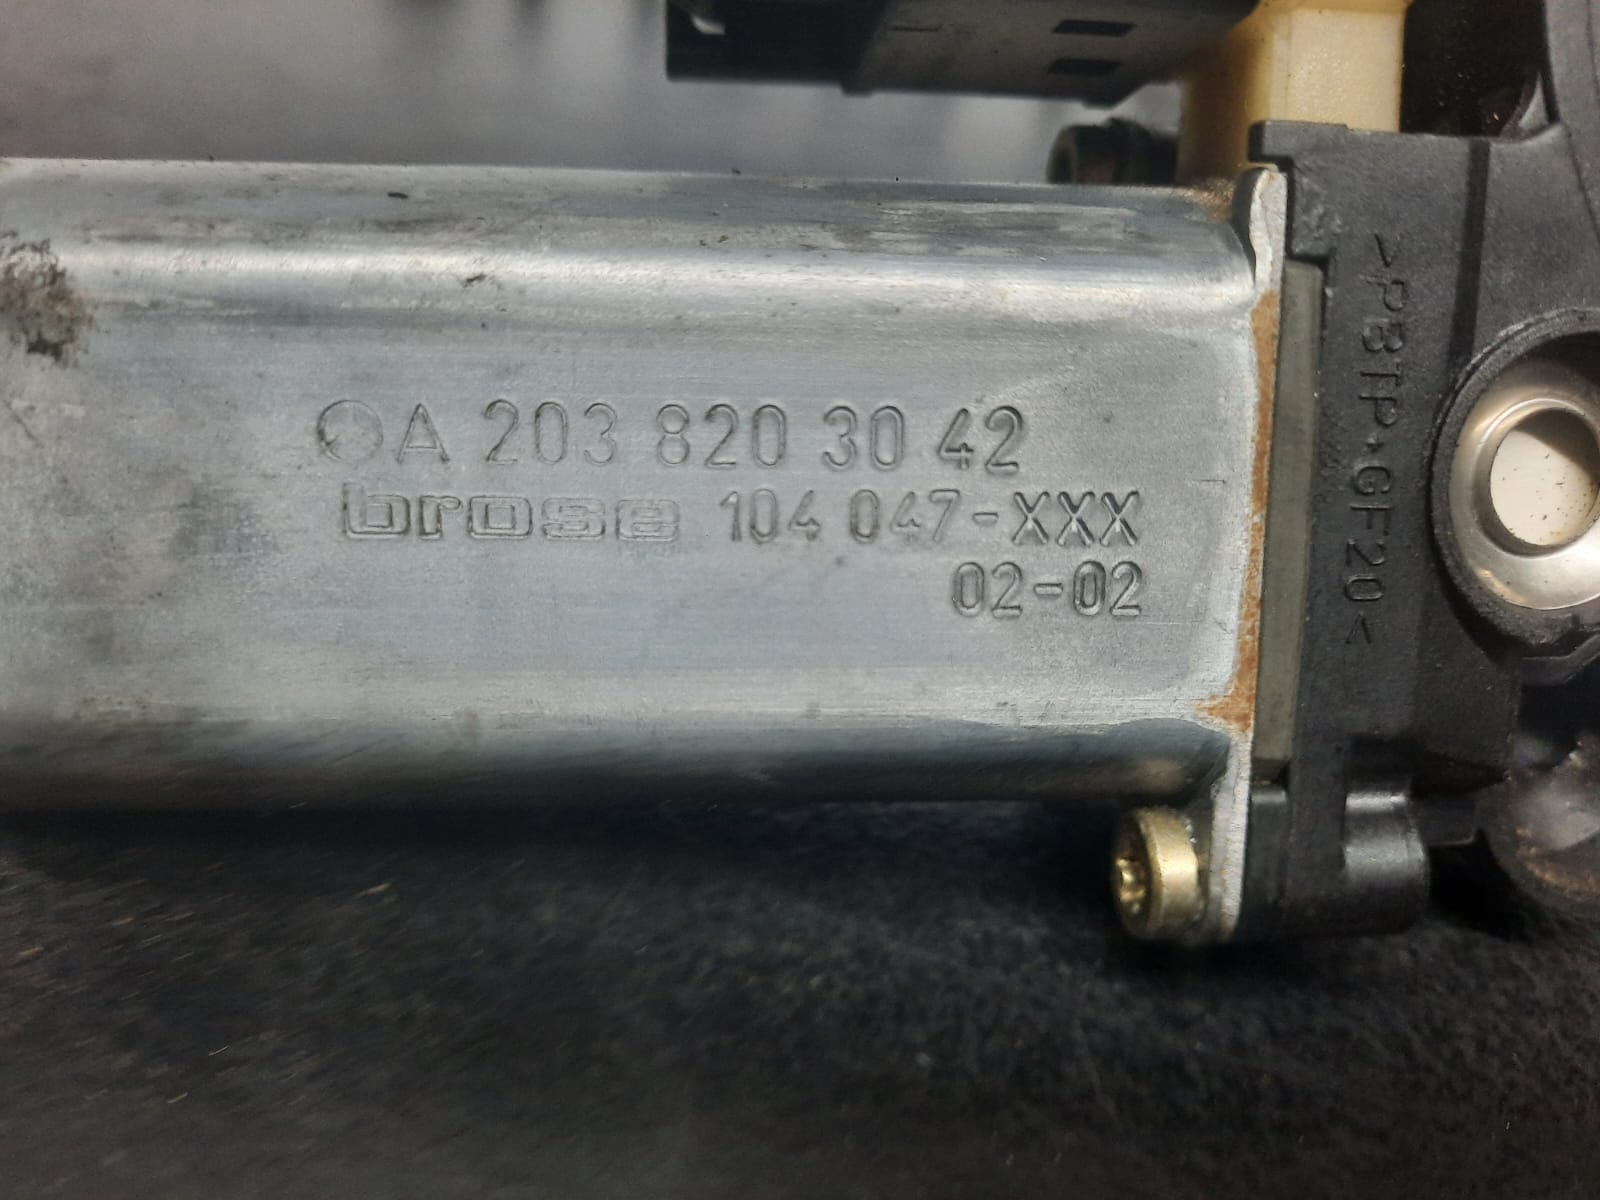 A 203 820 30 42
brose 104 047-XXX
02-02
>PBTP*GF20<